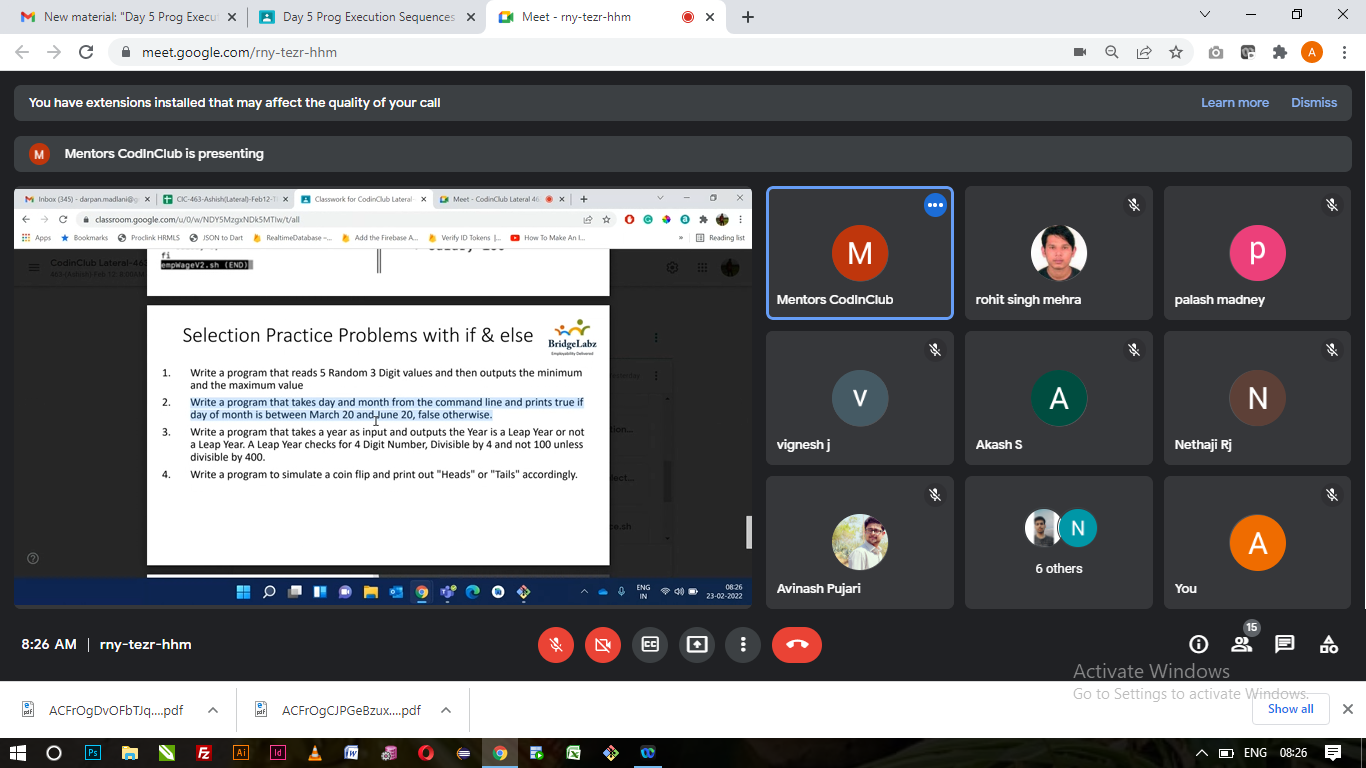 New material: "Day 5 Prog Execut
Day 5 Prog Execution Sequences
Meet - rny-tezr-hhm
meet.google.com/rny-tezr-hhm
A
You have extensions installed that may affect the quality of your call
Learn more
Dismiss
M
Mentors CodInClub is presenting
Inbox (345) - darpan.madlani@g
CIC-463-Ashish(Lateral)-Feb12-
Classwork for CodinClub Lateral-
Meet - CodinClub Lateral 46
classroom.google.com/u/0/w/NDY5MzgxNDk5MTIw/t/all
Apps
Bookmarks
Proclink HRMLS
JSON to Dart
RealtimeDatabase -...
Add the Firebase A...
Verify ID Tokens |...
How To Make An I...
»
Reading list
fi
empWageV2.sh (END)
CodinClub Lateral-46
Selection Practice Problems with if & else
BridgeLabz
Employability Delivered
1. Write a program that reads 5 Random 3 Digit values and then outputs the minimum
and the maximum value
2. Write a program that takes day and month from the command line and prints true if
day of month is between March 20 and June 20, false otherwise.
3. Write a program that takes a year as input and outputs the Year is a Leap Year or not
a Leap Year. A Leap Year checks for 4 Digit Number, Divisible by 4 and not 100 unless
divisible by 400.
4. Write a program to simulate a coin flip and print out "Heads" or "Tails" accordingly.
ENG
IN
08:26
23-02-2022
M
Mentors CodInClub
rohit singh mehra
p
palash madney
v
vignesh j
A
Akash S
N
Nethaji Rj
Avinash Pujari
N
6 others
A
You
8:26 AM | rny-tezr-hhm
15
Activate Windows
Go to Settings to activate Windows.
ACFrOgDvOFbTJq....pdf
ACFrOgCJPGeBzux....pdf
Show all
Ps
Fz
Ai
Id
W
ENG
08:26